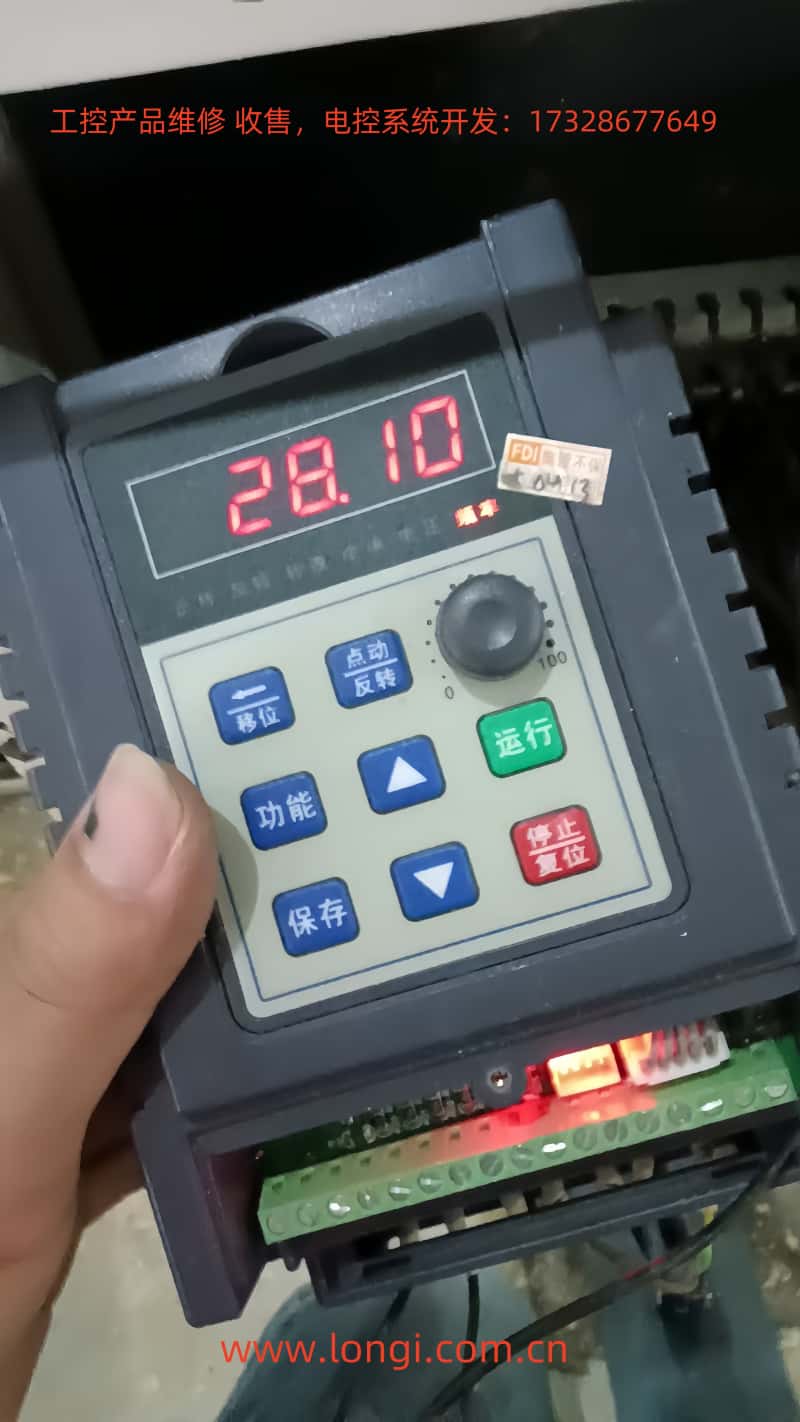 工控产品维修 收售，电控系统开发：17328677649
28.10
FDI
频率
点动
反转
移位
0
100
运行
功能
停止
复位
保存
www.longi.com.cn